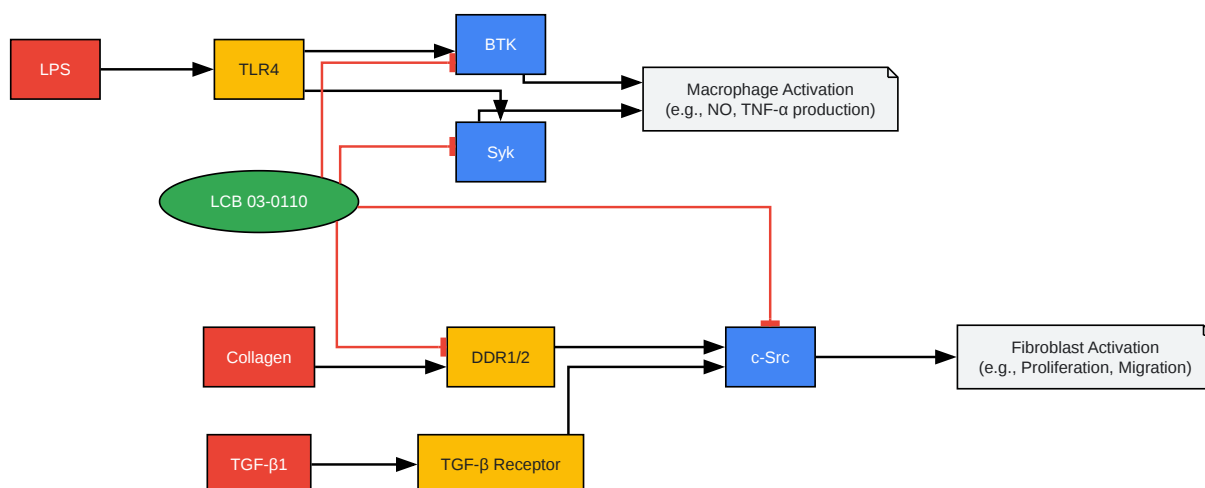 BTK
LPS
TLR4
Macrophage Activation
(e.g., NO, TNF-α production)
Syk
LCB 03-0110
Collagen
DDR1/2
c-Src
Fibroblast Activation
(e.g., Proliferation, Migration)
TGF-β1
TGF-β Receptor